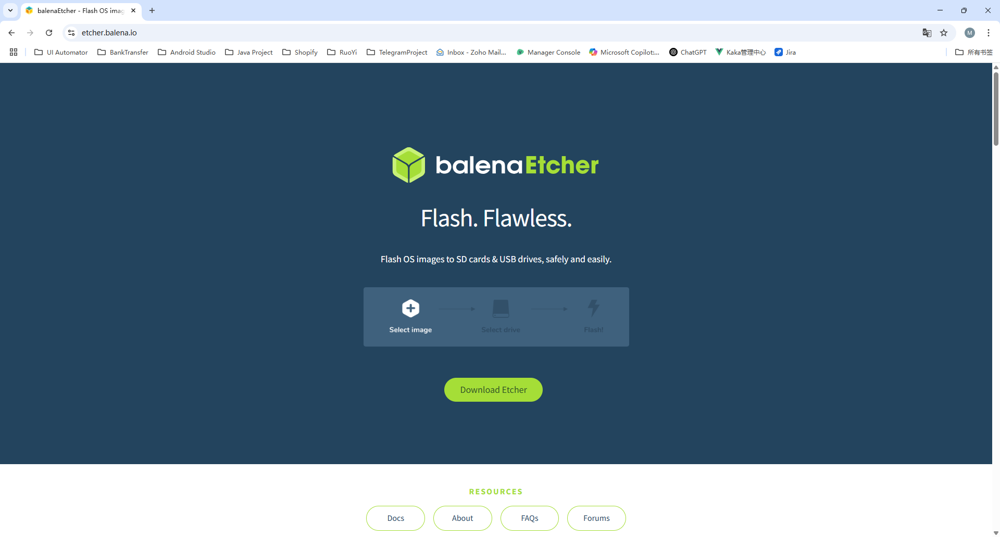 balenaEtcher - Flash OS imag
etcher.balena.io
M
UI Automator
BankTransfer
Android Studio
Java Project
Shopify
RuoYi
TelegramProject
Inbox - Zoho Mail...
Manager Console
Microsoft Copilot:...
ChatGPT
Kaka管理中心
Jira
所有书签
balenaEtcher
Flash. Flawless.
Flash OS images to SD cards & USB drives, safely and easily.
Select image
Select drive
Flash!
Download Etcher
RESOURCES
Docs
About
FAQs
Forums